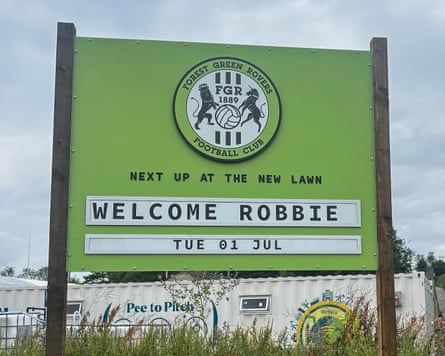 FOREST GREEN ROVERS
FGR
1889
FOOTBALL CLUB
NEXT UP AT THE NEW LAWN
WELCOME ROBBIE
TUE 01 JUL
Pee to Pitch